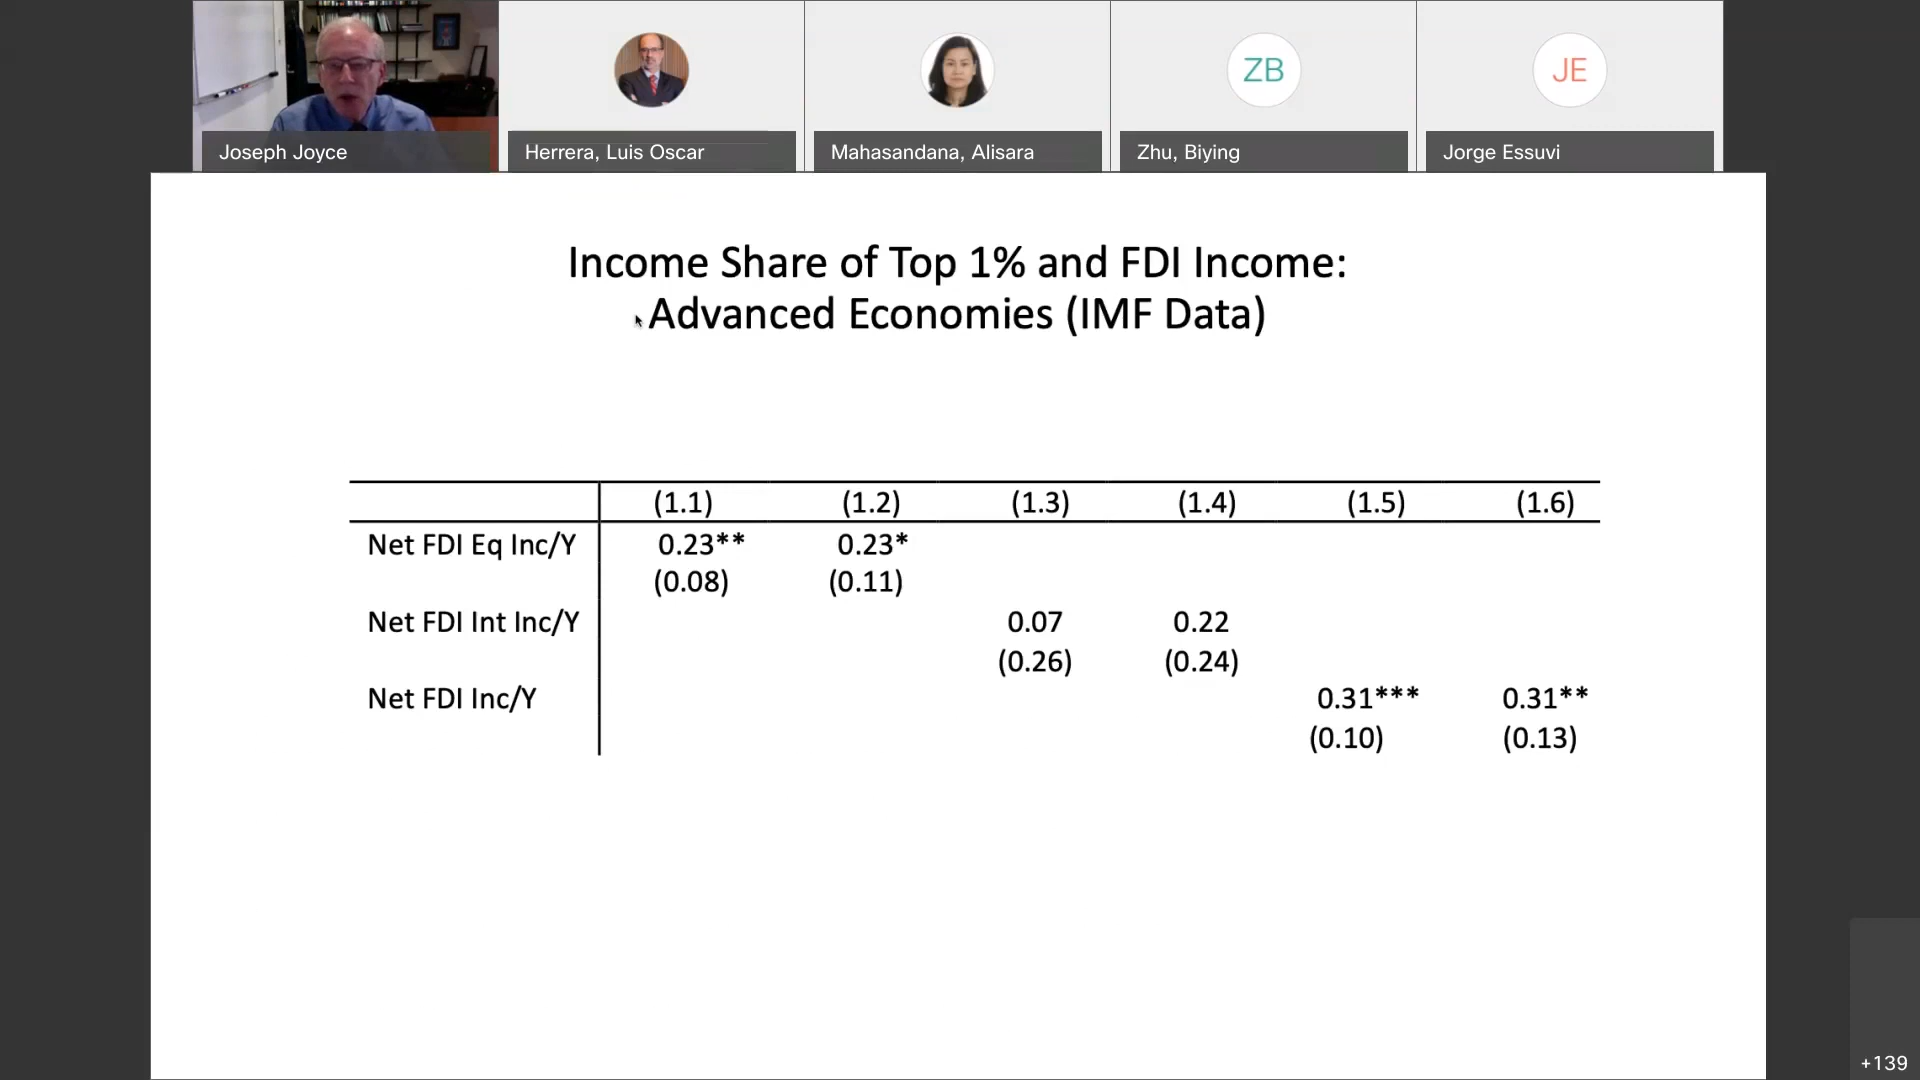 Joseph Joyce
Herrera, Luis Oscar
Mahasandana, Alisara
ZB
Zhu, Biying
JE
Jorge Essuvi
Income Share of Top 1% and FDI Income:
Advanced Economies (IMF Data)
(1.1) (1.2) (1.3) (1.4) (1.5) (1.6)
Net FDI Eq Inc/Y 0.23** 0.23*
(0.08) (0.11)
Net FDI Int Inc/Y 0.07 0.22
(0.26) (0.24)
Net FDI Inc/Y 0.31*** 0.31**
(0.10) (0.13)
+139